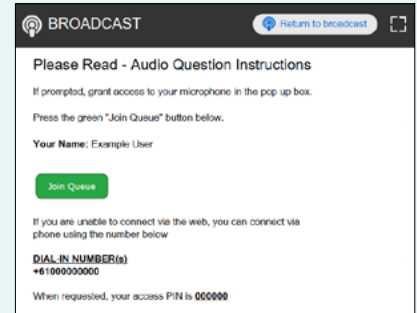 BROADCAST
Return to broadcast
Please Read - Audio Question Instructions
If prompted, grant access to your microphone in the pop up box.
Press the green "Join Queue" button below.
Your Name: Example User
Join Queue
If you are unable to connect via the web, you can connect via
phone using the number below
DIAL-IN NUMBER(s)
+61000000000
When requested, your access PIN is 000000